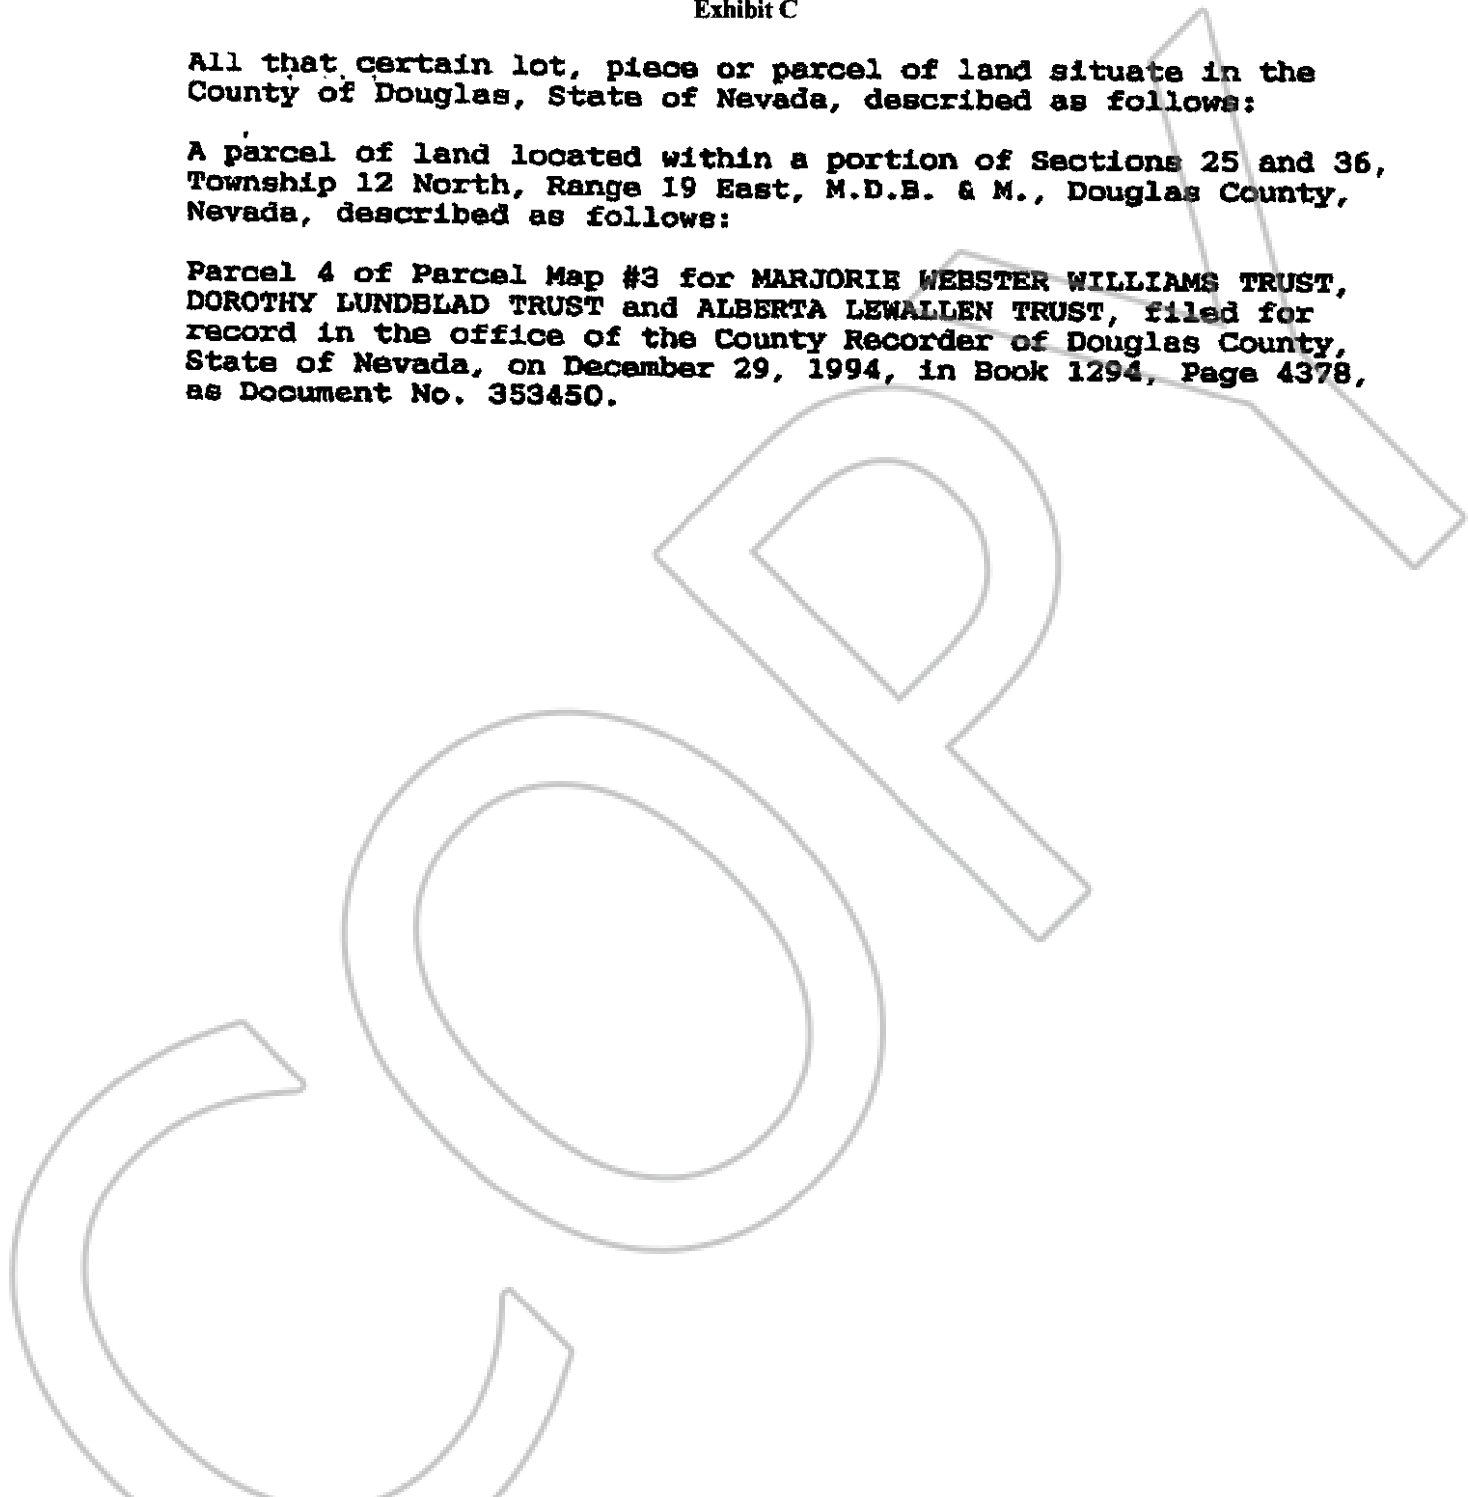 Exhibit C
All that certain lot, piece or parcel of land situate in the
County of Douglas, State of Nevada, described as follows:
A parcel of land located within a portion of Sections 25 and 36,
Township 12 North, Range 19 East, M.D.B. & M., Douglas County,
Nevada, described as follows:
Parcel 4 of Parcel Map #3 for MARJORIE WEBSTER WILLIAMS TRUST,
DOROTHY LUNDBLAD TRUST and ALBERTA LEWALLEN TRUST, filed for
record in the office of the County Recorder of Douglas County,
State of Nevada, on December 29, 1994, in Book 1294, Page 4378,
as Document No. 353450.
COPY